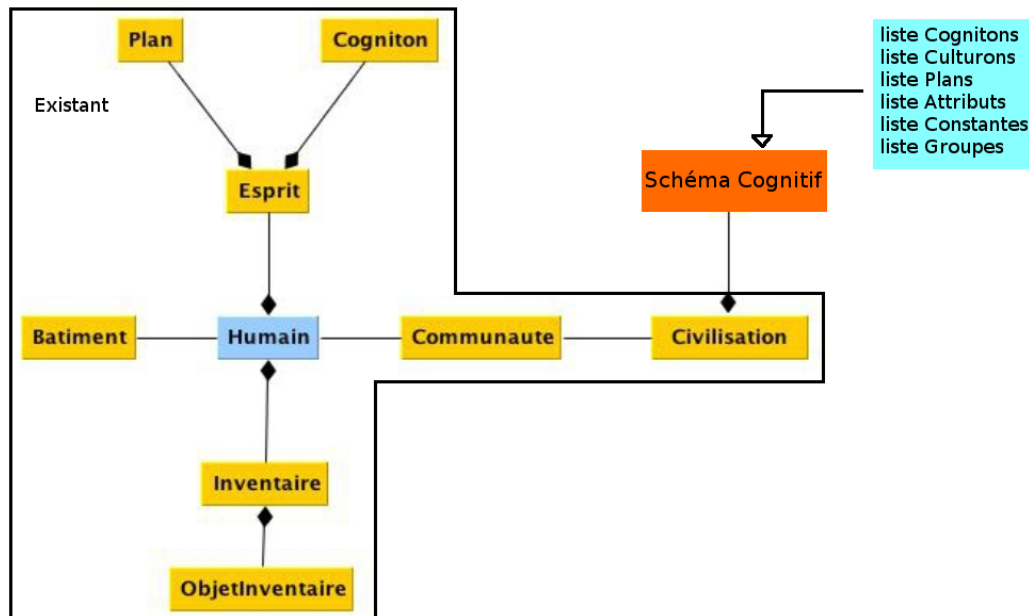 Plan
Cogniton
liste Cognitons
liste Culturons
liste Plans
liste Attributs
liste Constantes
liste Groupes
Existant
Esprit
Schéma Cognitif
Batiment
Humain
Communaute
Civilisation
Inventaire
ObjetInventaire